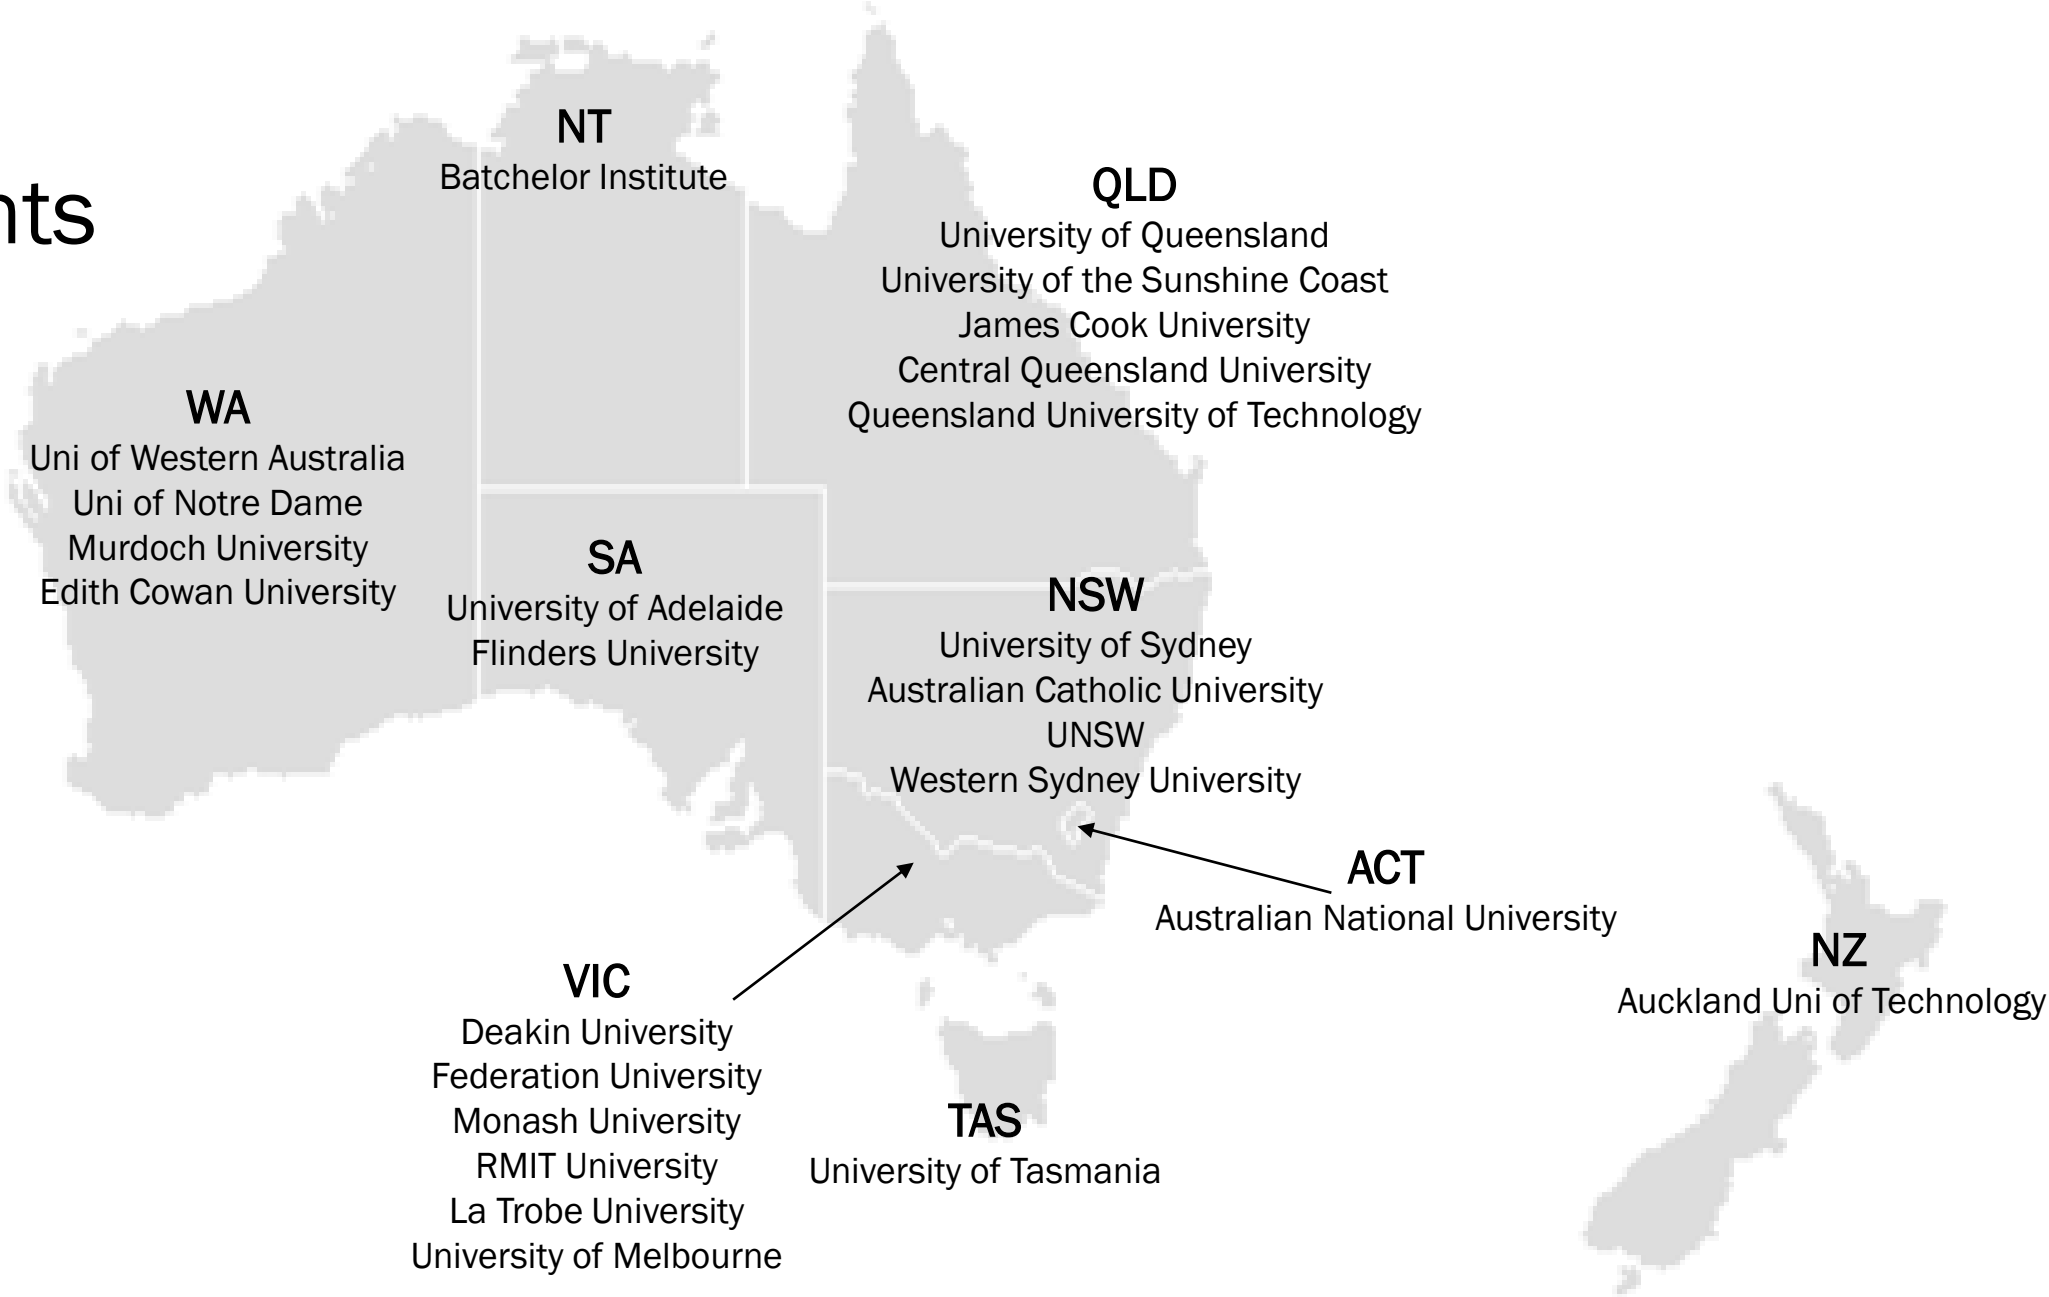 nts
NT
Batchelor Institute
QLD
University of Queensland
University of the Sunshine Coast
James Cook University
Central Queensland University
Queensland University of Technology
WA
Uni of Western Australia
Uni of Notre Dame
Murdoch University
Edith Cowan University
SA
University of Adelaide
Flinders University
NSW
University of Sydney
Australian Catholic University
UNSW
Western Sydney University
ACT
Australian National University
NZ
Auckland Uni of Technology
VIC
Deakin University
Federation University
Monash University
RMIT University
La Trobe University
University of Melbourne
TAS
University of Tasmania